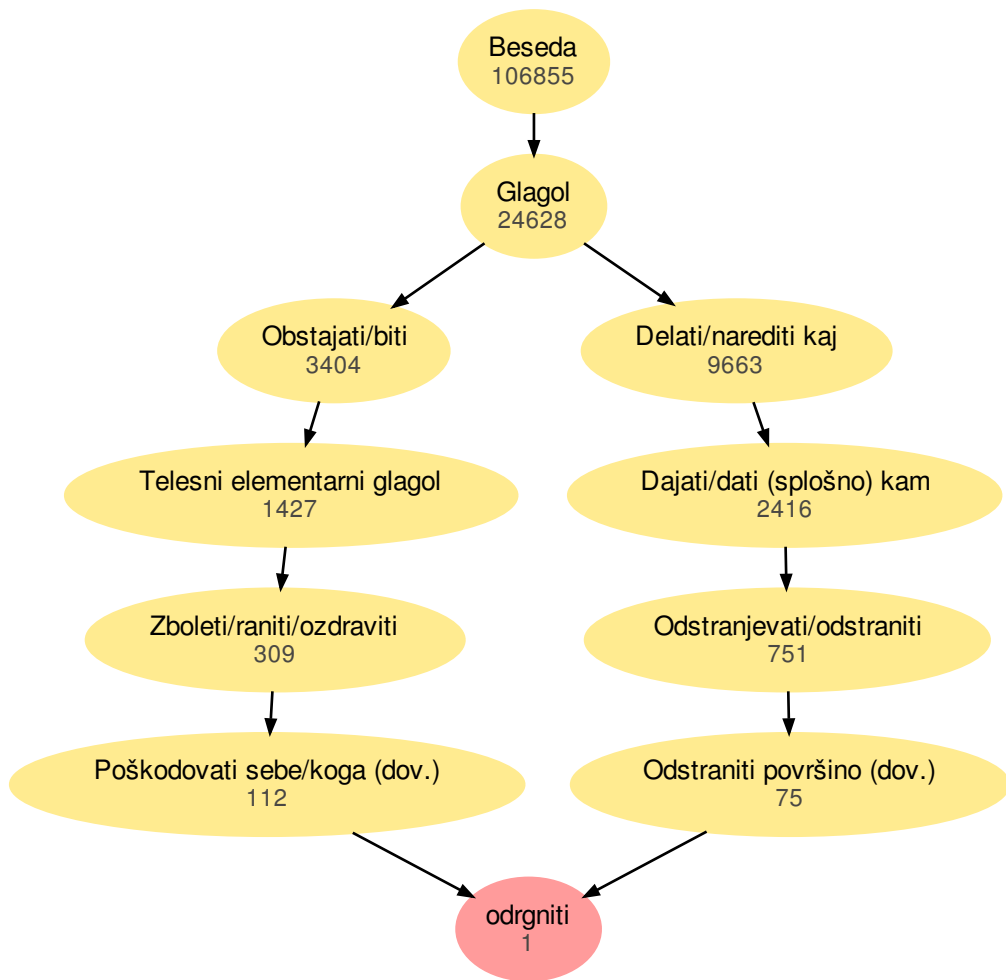 Beseda
106855
Glagol
24628
Obstajati/biti
3404
Delati/narediti kaj
9663
Telesni elementarni glagol
1427
Dajati/dati (splošno) kam
2416
Zboleti/raniti/ozdraviti
309
Odstranjevati/odstraniti
751
Poškodovati sebe/koga (dov.)
112
Odstraniti površino (dov.)
75
odrgniti
1